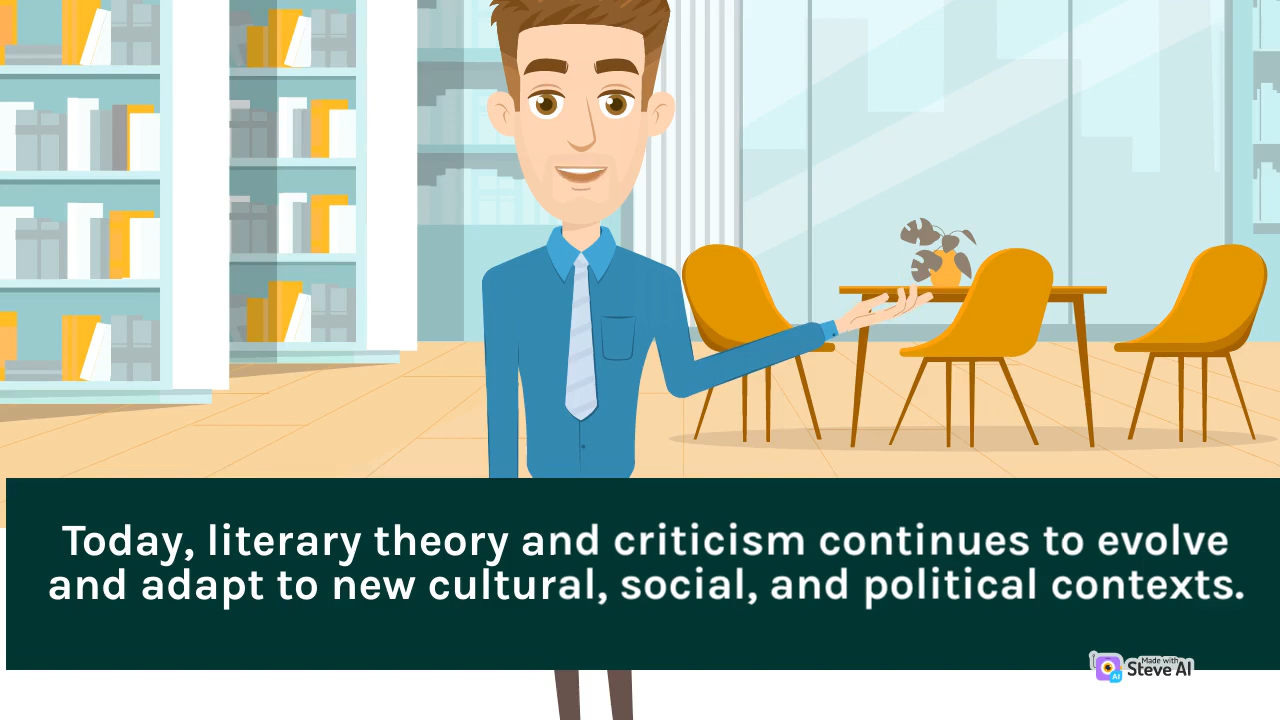 Today, literary theory and criticism continues to evolve
and adapt to new cultural, social, and political contexts.
Made with
Steve AI
AI